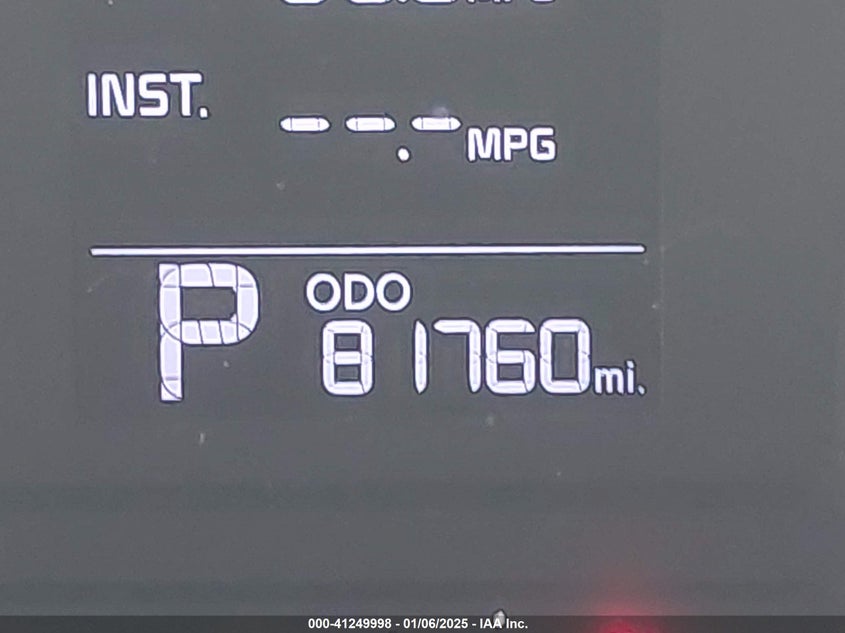 INST.
--.- MPG
P ODO
81760 mi.
000-41249998 - 01/06/2025 - IAA Inc.